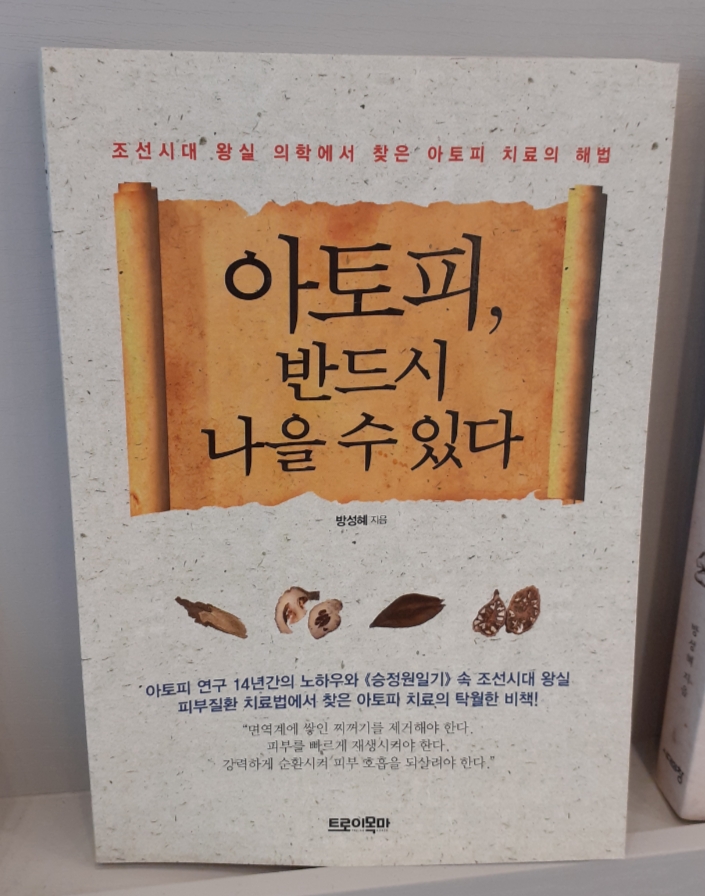 조선시대 왕실 의학에서 찾은 아토피 치료의 해법
아토피,
반드시
나을 수 있다
방성혜 지음
아토피 연구 14년간의 노하우와 《승정원일기》 속 조선시대 왕실
피부질환 치료법에서 찾은 아토피 치료의 탁월한 비책!
“면역계에 쌓인 찌꺼기를 제거해야 한다.
피부를 빠르게 재생시켜야 한다.
강력하게 순환시켜 피부 호흡을 되살려야 한다.”
트로이목마
방성혜 지음